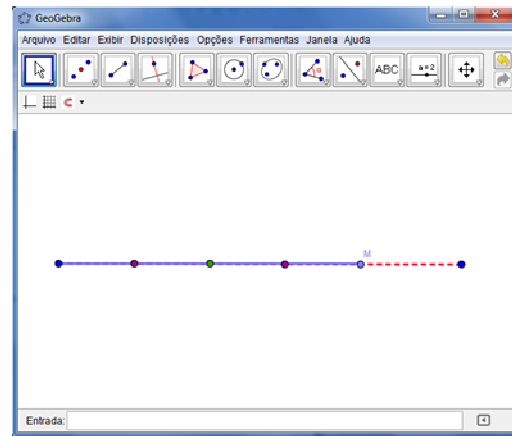 GeoGebra
Arquivo Editar Exibir Disposições Opções Ferramentas Janela Ajuda
ABC a=2
M
Entrada: